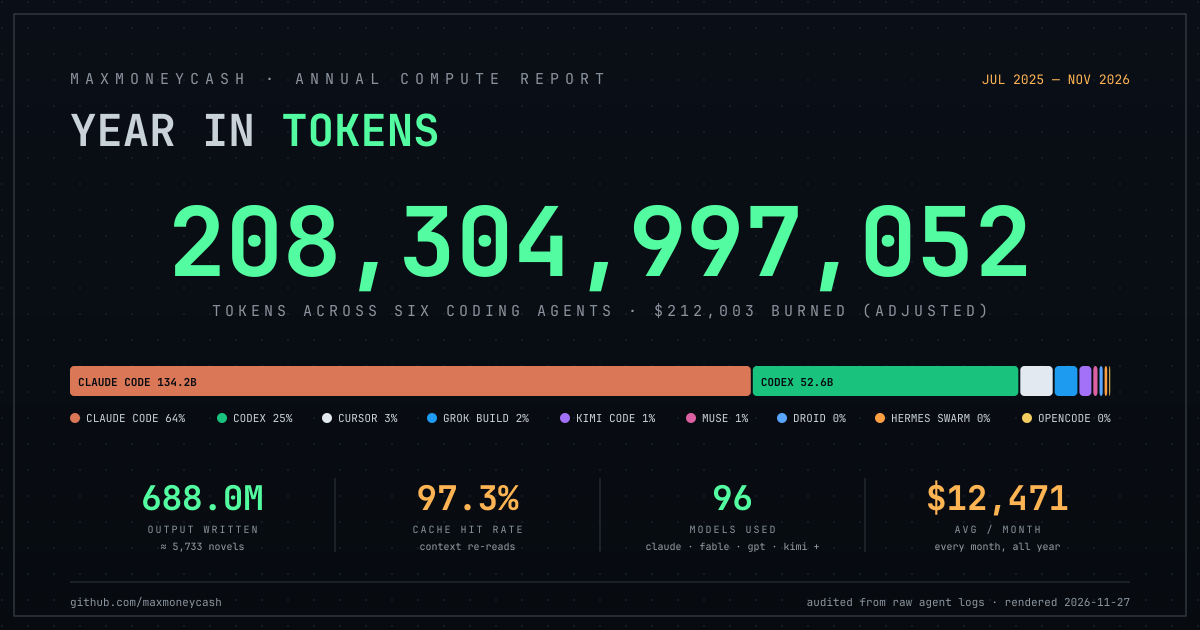 MAXMONEYCASH · ANNUAL COMPUTE REPORT
JUL 2025 — NOV 2026
YEAR IN TOKENS
208,304,997,052
TOKENS ACROSS SIX CODING AGENTS · $212,003 BURNED (ADJUSTED)
CLAUDE CODE 134.2B
CODEX 52.6B
CLAUDE CODE 64%
CODEX 25%
CURSOR 3%
GROK BUILD 2%
KIMI CODE 1%
MUSE 1%
DROID 0%
HERMES SWARM 0%
OPENCODE 0%
688.0M
OUTPUT WRITTEN
≈ 5,733 novels
97.3%
CACHE HIT RATE
context re-reads
96
MODELS USED
claude · fable · gpt · kimi +
$12,471
AVG / MONTH
every month, all year
github.com/maxmoneycash
audited from raw agent logs · rendered 2026-11-27